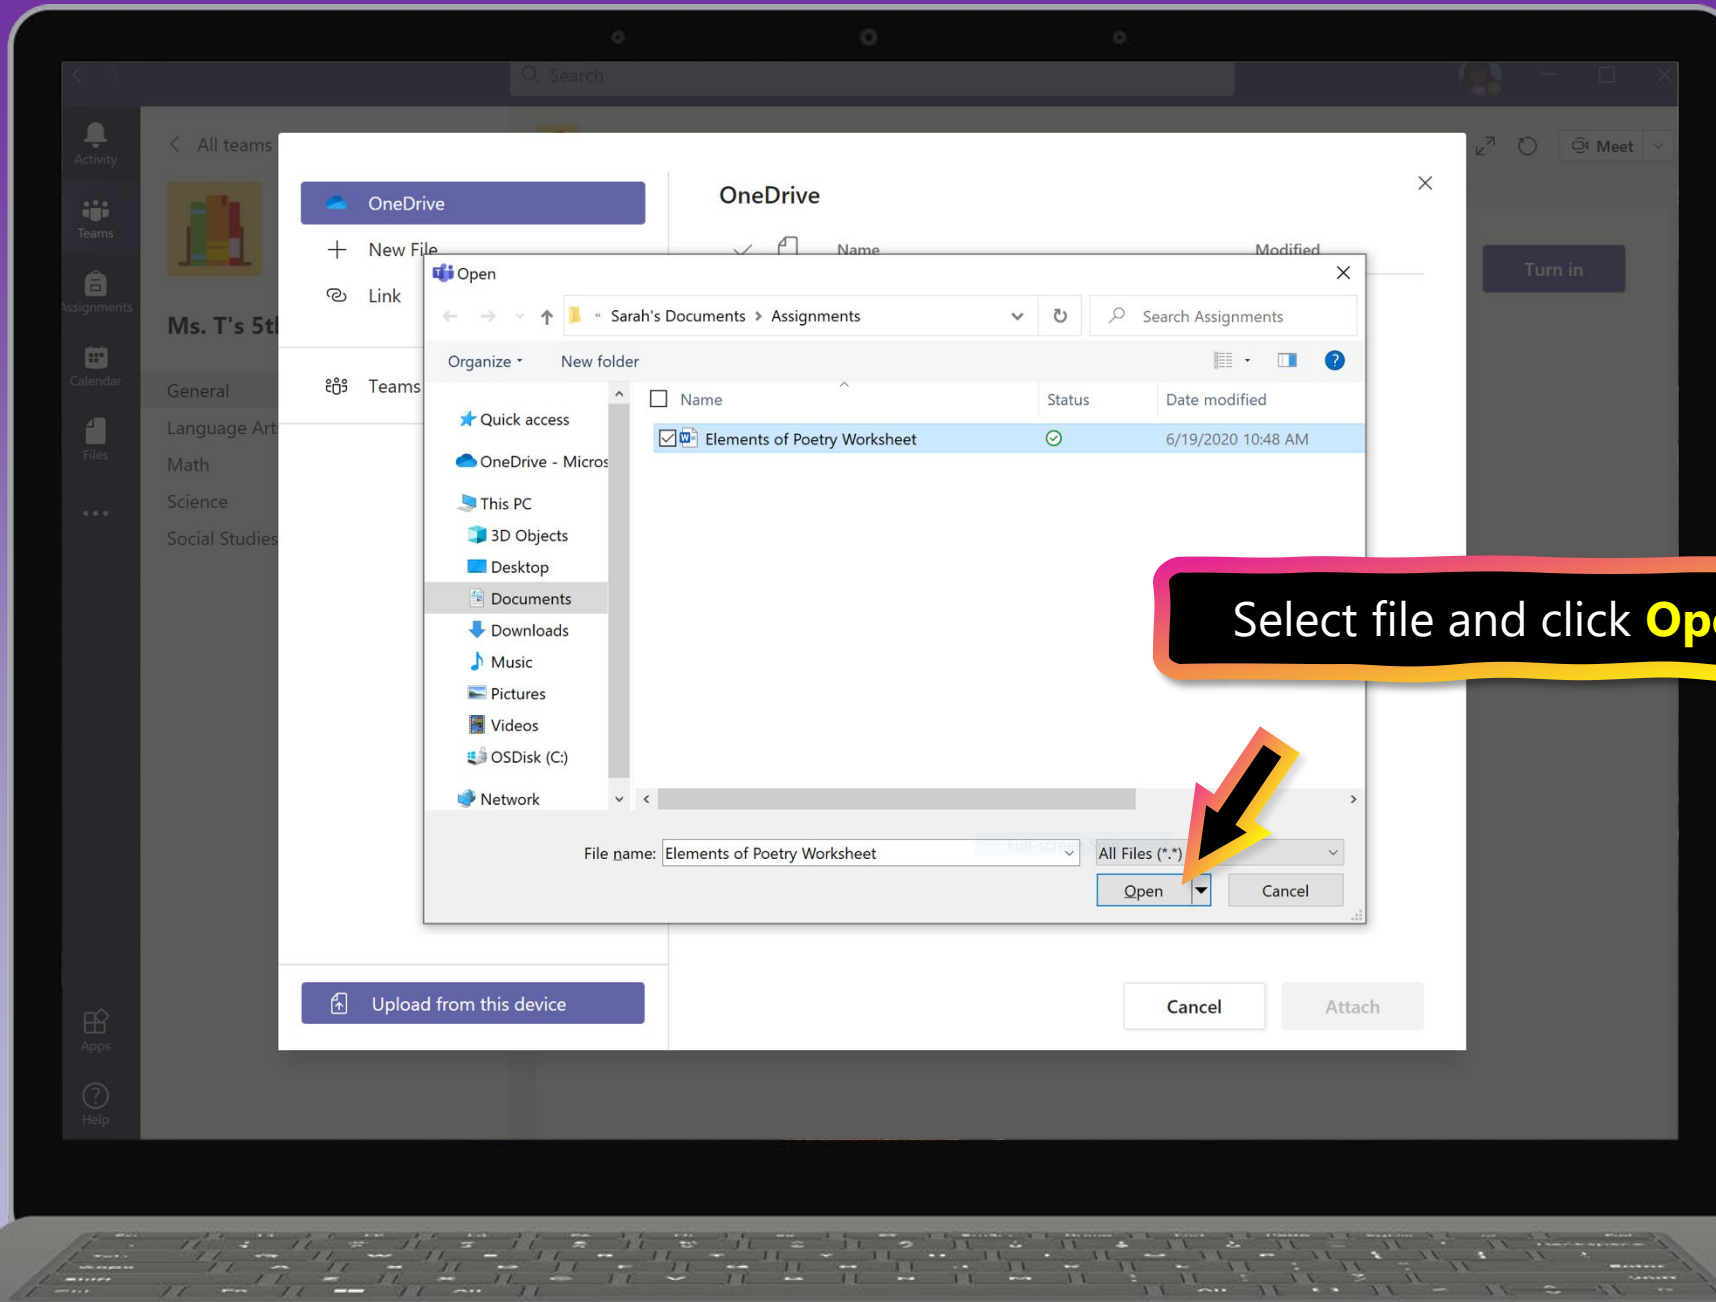 Search
Activity
Teams
Assignments
Calendar
Files
Apps
Help
All teams
Ms. T's 5t
General
Language Art
Math
Science
Social Studies
Meet
Turn in
OneDrive
New File
Link
Teams
Upload from this device
OneDrive
Name Modified
Open
« Sarah's Documents > Assignments
Search Assignments
Organize New folder
Quick access
OneDrive - Micros
This PC
3D Objects
Desktop
Documents
Downloads
Music
Pictures
Videos
OSDisk (C:)
Network
Name Status Date modified
Elements of Poetry Worksheet 6/19/2020 10:48 AM
File name: Elements of Poetry Worksheet
All Files (*.*)
Open Cancel
Select file and click Ope
Cancel Attach